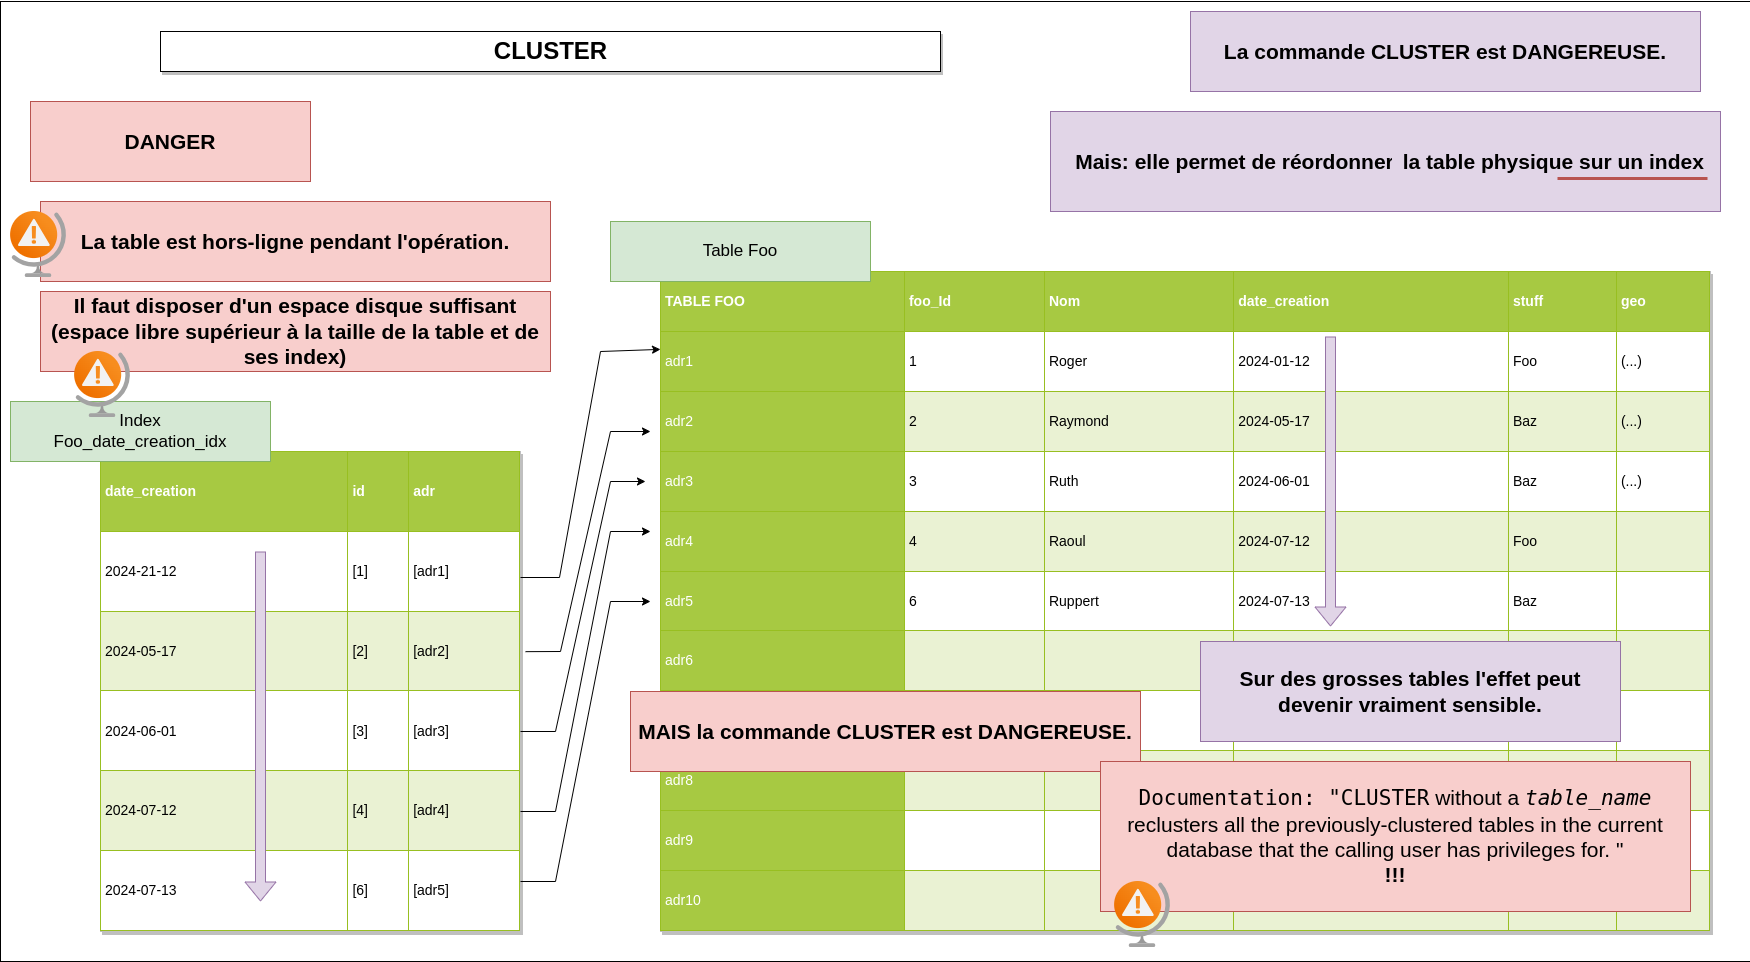 CLUSTER
La commande CLUSTER est DANGEREUSE.
DANGER
Mais: elle permet de réordonner la table physique sur un index
La table est hors-ligne pendant l'opération.
Il faut disposer d'un espace disque suffisant
(espace libre supérieur à la taille de la table et de
ses index)
Index
Foo_date_creation_idx
date_creation id adr
2024-21-12 [1] [adr1]
2024-05-17 [2] [adr2]
2024-06-01 [3] [adr3]
2024-07-12 [4] [adr4]
2024-07-13 [6] [adr5]
Table Foo
TABLE FOO foo_Id Nom date_creation stuff geo
adr1 1 Roger 2024-01-12 Foo (...)
adr2 2 Raymond 2024-05-17 Baz (...)
adr3 3 Ruth 2024-06-01 Baz (...)
adr4 4 Raoul 2024-07-12 Foo
adr5 6 Ruppert 2024-07-13 Baz
adr6
Sur des grosses tables l'effet peut
devenir vraiment sensible.
MAIS la commande CLUSTER est DANGEREUSE.
adr8
adr9
adr10
Documentation: "CLUSTER without a table_name
reclusters all the previously-clustered tables in the current
database that the calling user has privileges for. "
!!!